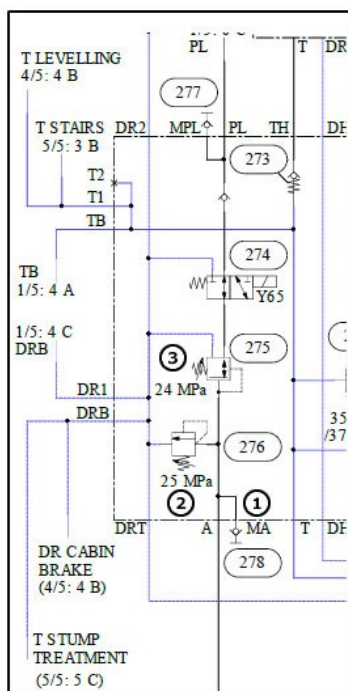 1/5: 6 C
PL
T
DR
T LEVELLING
4/5: 4 B
277
T STAIRS
5/5: 3 B
DR2
MPL
PL
TH
DH
273
T2
T1
TB
274
TB
1/5: 4 A
Y65
1/5: 4 C
DRB
3
275
24 MPa
DR1
DRB
35
/37
276
25 MPa
2
1
DRT
A
MA
T
DH
278
DR CABIN
BRAKE
(4/5: 4 B)
T STUMP
TREATMENT
(5/5: 5 C)